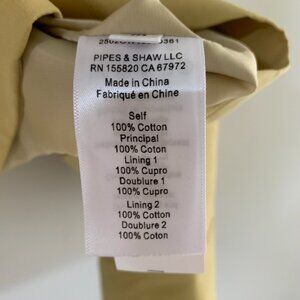 PIPES & SHAW LLC
RN 155820 CA 67972
Made in China
Fabriqué en Chine
Self
100% Cotton
Principal
100% Coton
Lining 1
100% Cupro
Doublure 1
100% Cupro
Lining 2
100% Cotton
Doublure 2
100% Coton